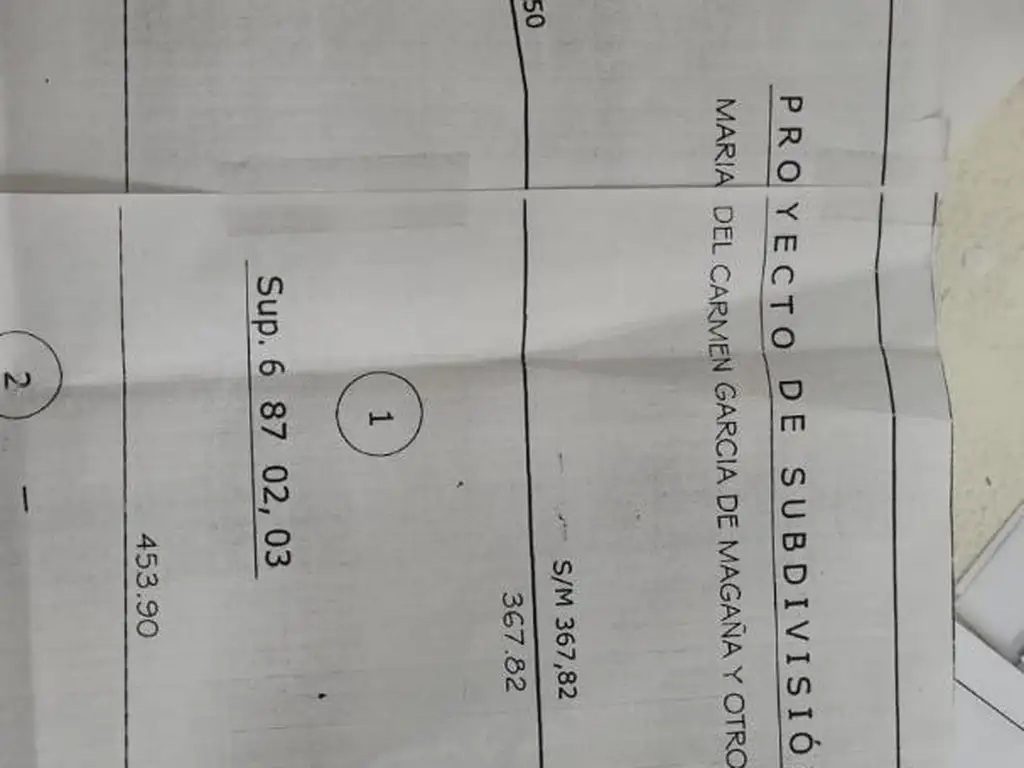 PROYECTO DE SUBDIVISIÓ
MARIA DEL CARMEN GARCIA DE MAGAÑA Y OTRO
50
S/M 367,82
367.82
1
Sup. 6 87 02,03
453.90
2